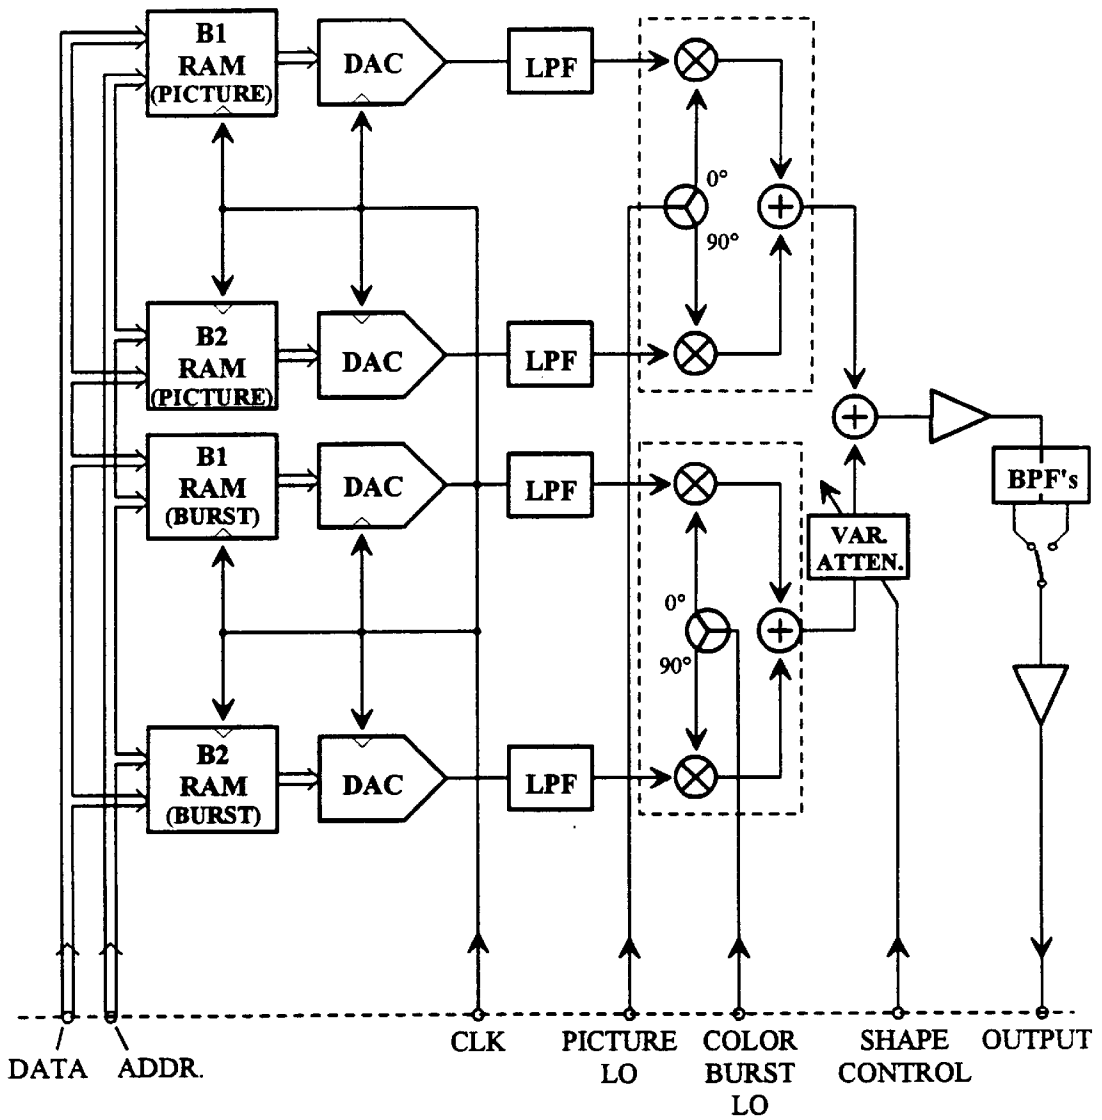 B1
RAM
(PICTURE)
DAC
LPF
0°
90°
B2
RAM
(PICTURE)
DAC
LPF
B1
RAM
(BURST)
DAC
LPF
BPF's
VAR.
ATTEN.
0°
90°
B2
RAM
(BURST)
DAC
LPF
DATA
ADDR.
CLK
PICTURE
LO
COLOR
BURST
LO
SHAPE
CONTROL
OUTPUT